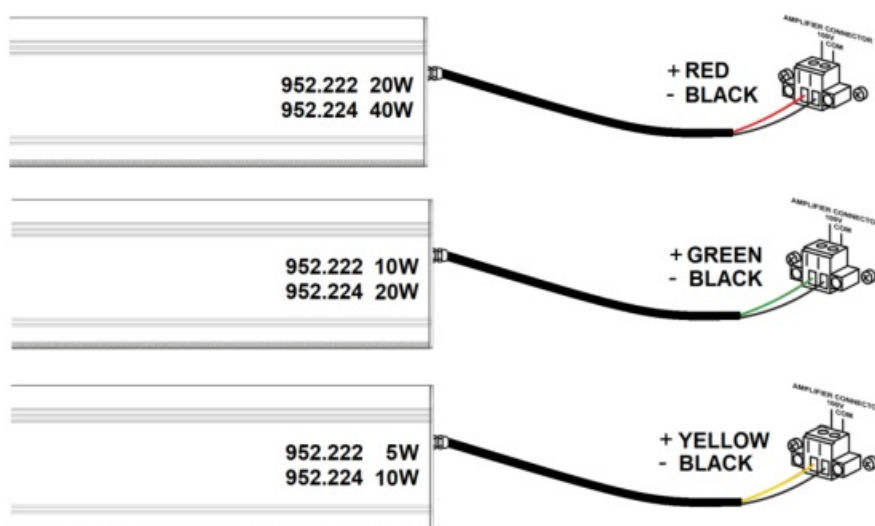 AMPLIFIER CONNECTOR
100V
COM
+ RED
- BLACK
952.222 20W
952.224 40W
AMPLIFIER CONNECTOR
100V
COM
+ GREEN
- BLACK
952.222 10W
952.224 20W
AMPLIFIER CONNECTOR
100V
COM
+ YELLOW
- BLACK
952.222 5W
952.224 10W